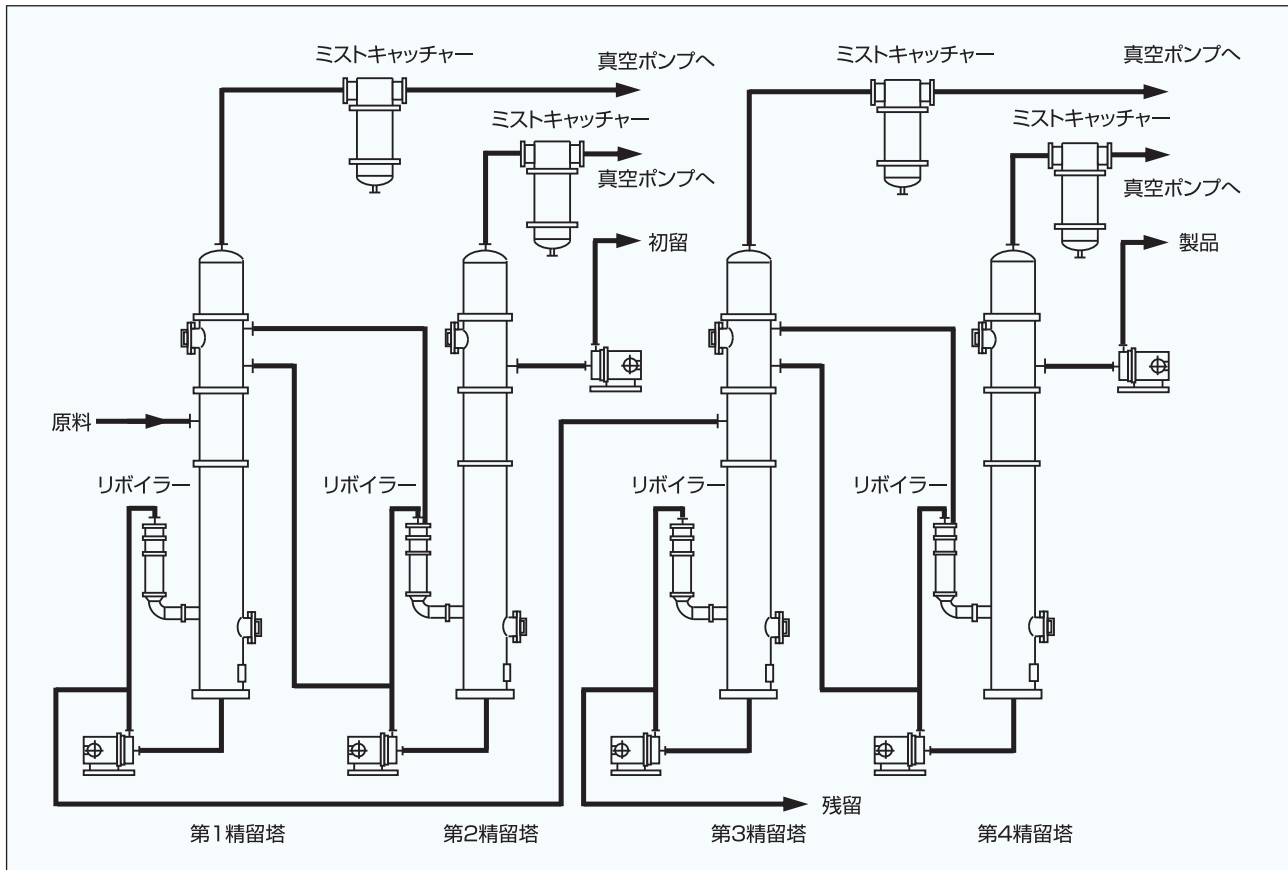 ミストキャッチャー
真空ポンプへ
ミストキャッチャー
真空ポンプへ
ミストキャッチャー
真空ポンプへ
ミストキャッチャー
真空ポンプへ
初留
製品
原料
リボイラー
リボイラー
リボイラー
リボイラー
残留
第1精留塔
第2精留塔
第3精留塔
第4精留塔